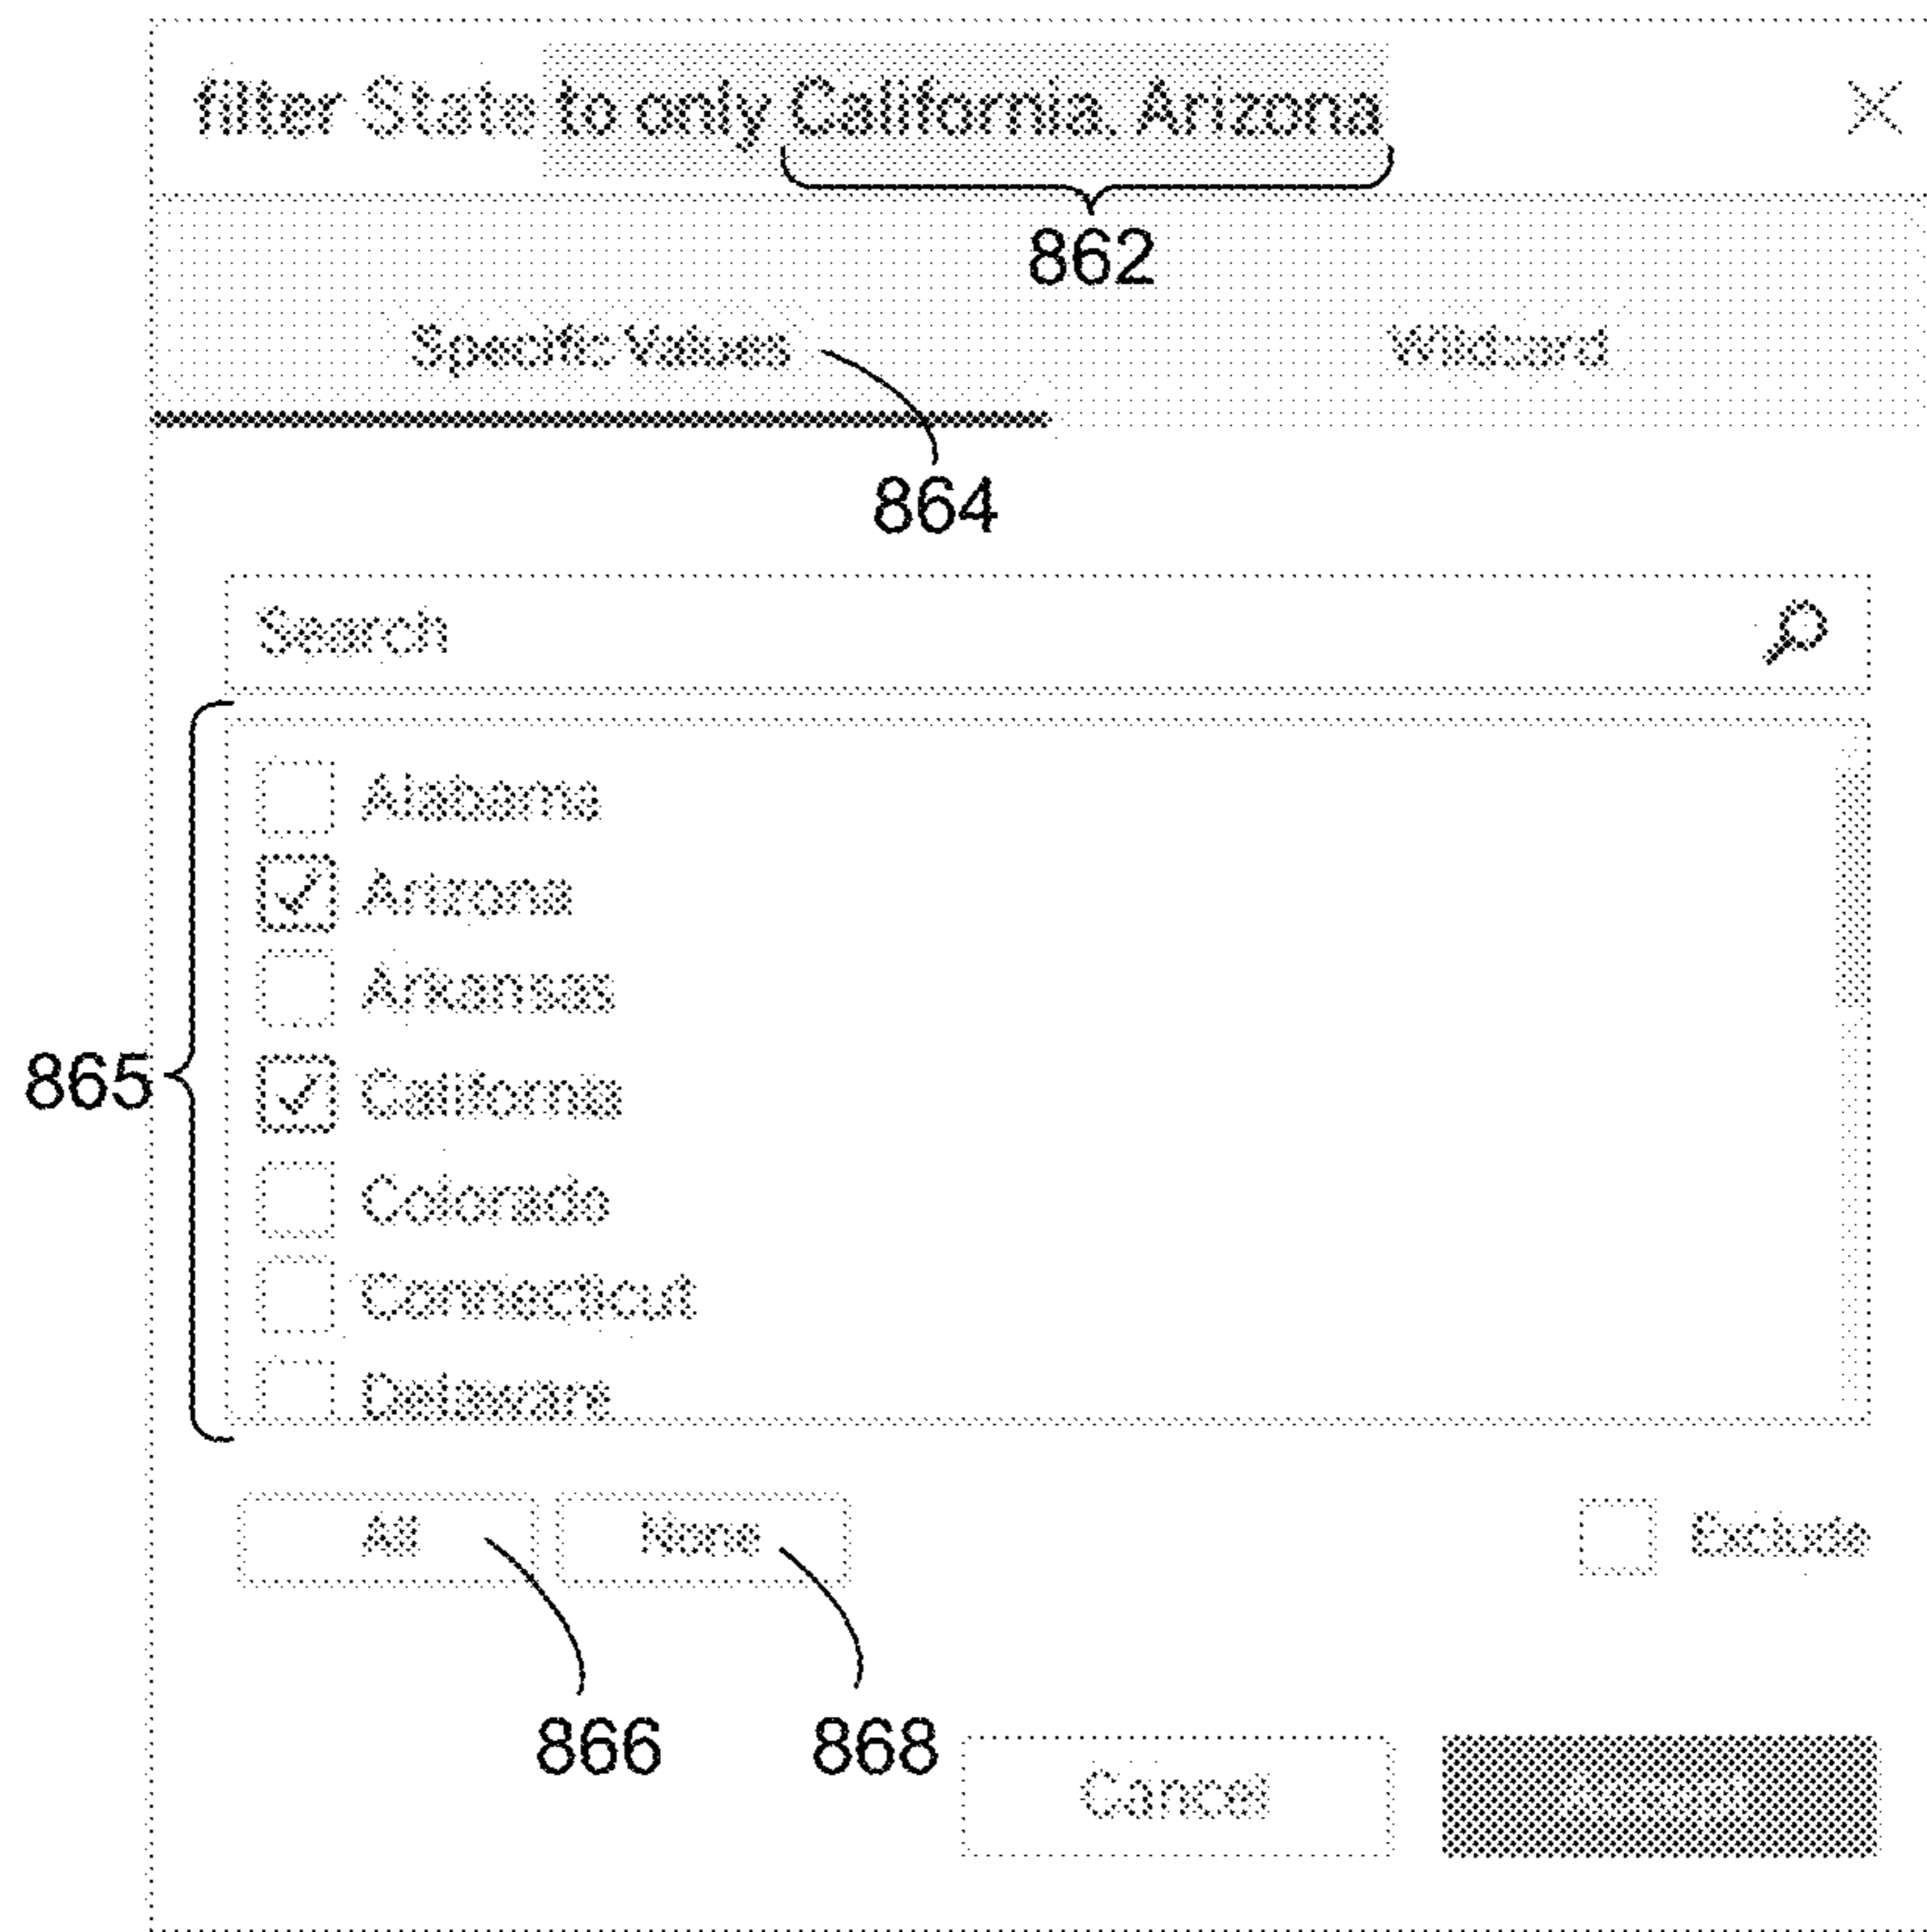 filter State to only California, Arizona
862
Specific Values Wildcard
864
Search
Alabama
Arizona
Arkansas
865
California
Colorado
Connecticut
Delaware
All None Exclude
866 868
Cancel